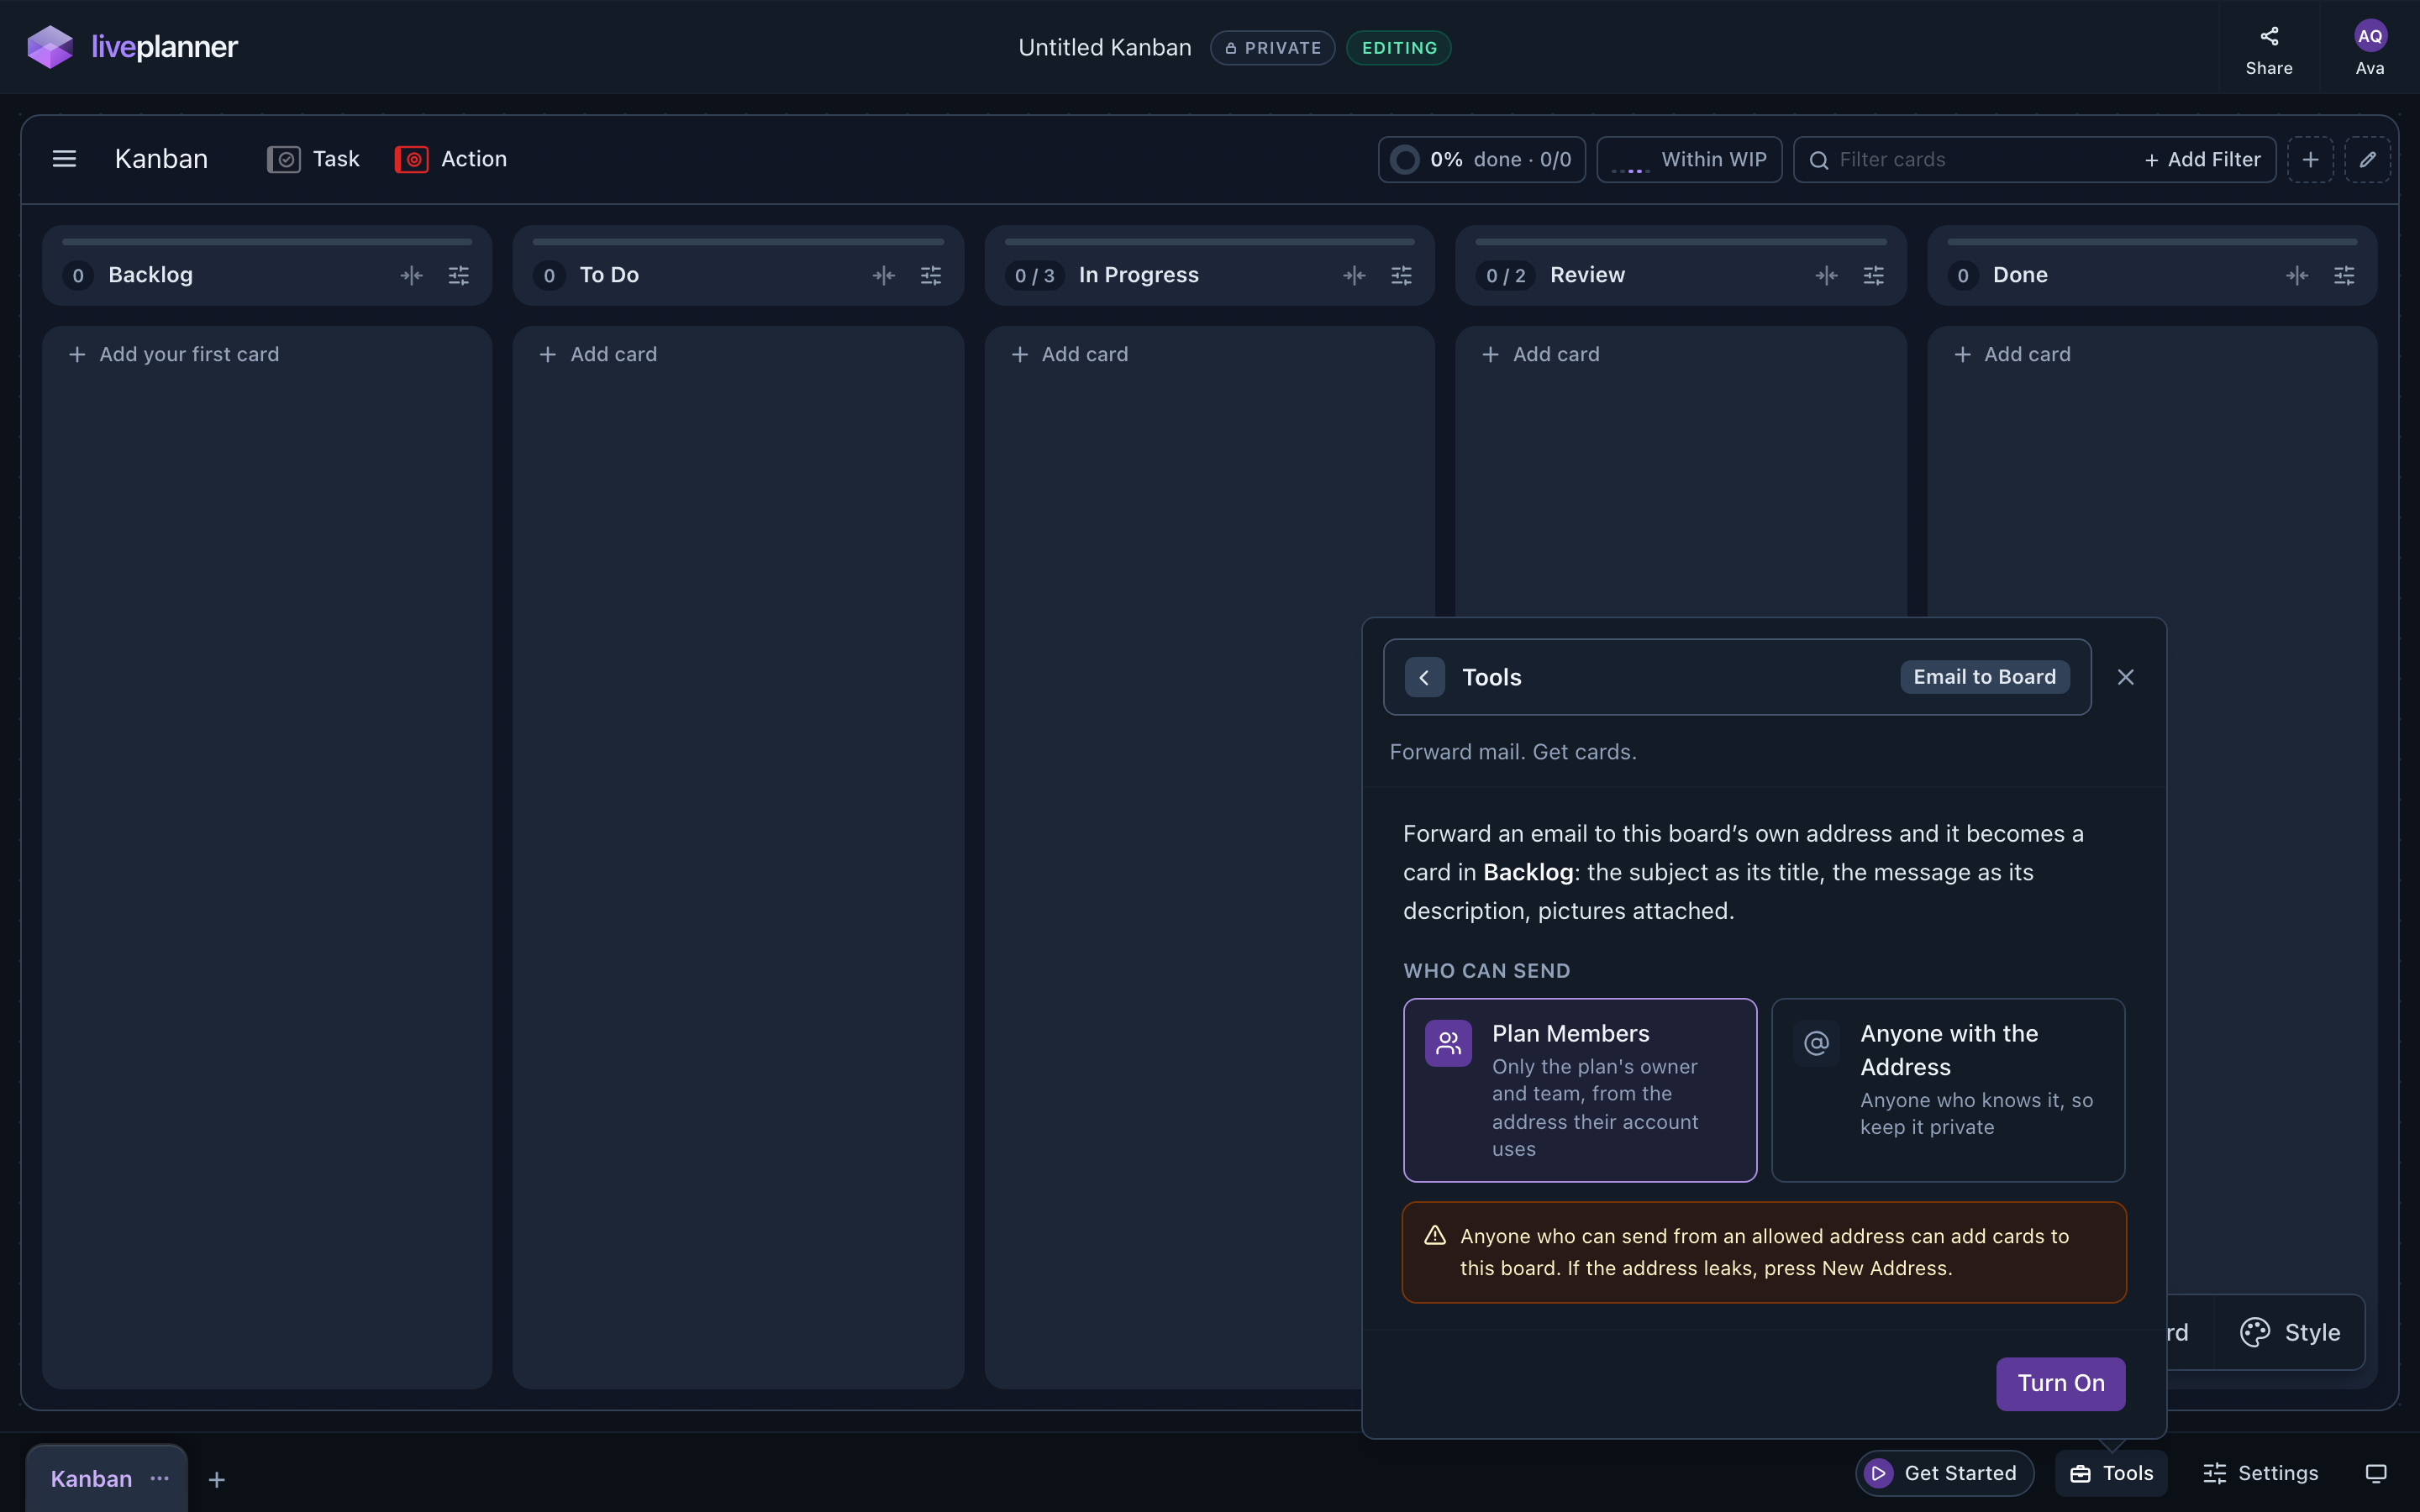 liveplanner
Untitled Kanban
PRIVATE
EDITING
Share
AQ
Ava
Kanban
Task
Action
0% done · 0/0
Within WIP
Filter cards
+ Add Filter
0 Backlog
0 To Do
0 / 3 In Progress
0 / 2 Review
0 Done
+ Add your first card
+ Add card
+ Add card
+ Add card
+ Add card
Tools
Email to Board
Forward mail. Get cards.
Forward an email to this board’s own address and it becomes a
card in Backlog: the subject as its title, the message as its
description, pictures attached.
WHO CAN SEND
Plan Members
Only the plan's owner
and team, from the
address their account
uses
@
Anyone with the
Address
Anyone who knows it, so
keep it private
Anyone who can send from an allowed address can add cards to
this board. If the address leaks, press New Address.
Turn On
rd
Style
Kanban
Get Started
Tools
Settings